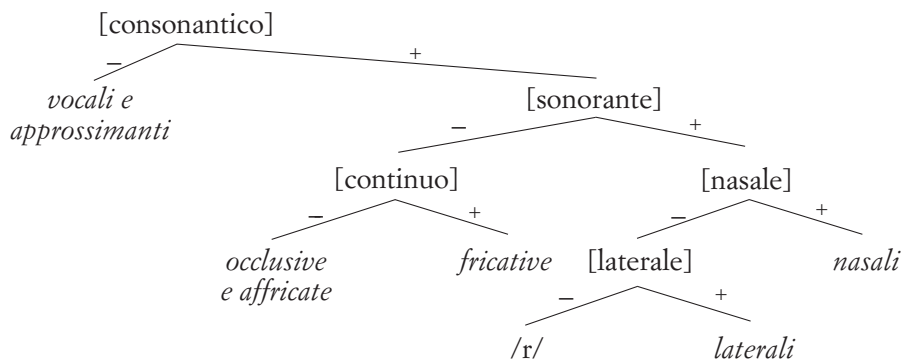 [consonantico]
– +
vocali e
approssimanti
[sonorante]
– +
[continuo] [nasale]
– + – +
occlusive
e affricate
fricative [laterale] nasali
– +
/r/ laterali